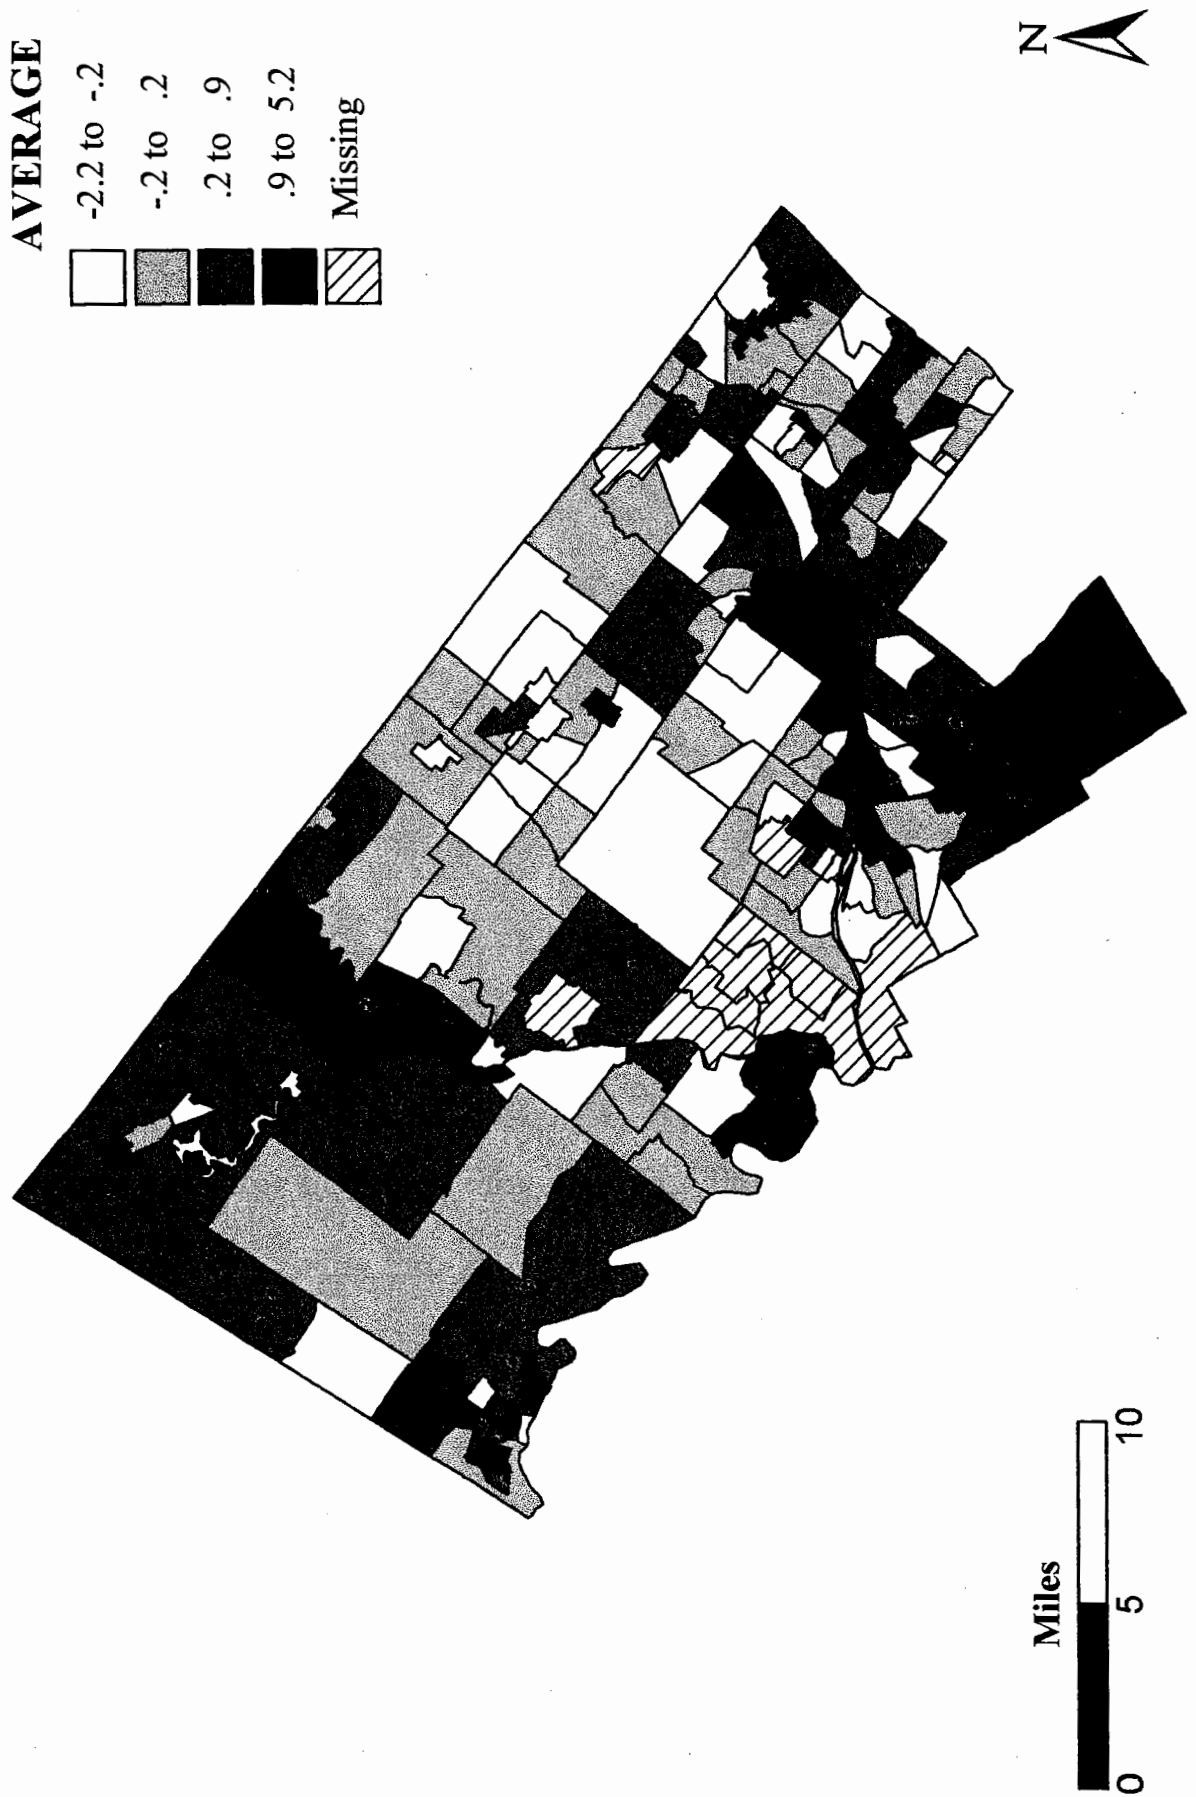 AVERAGE
-2.2 to -.2
-.2 to .2
.2 to .9
.9 to 5.2
Missing
N
Miles
0 5 10